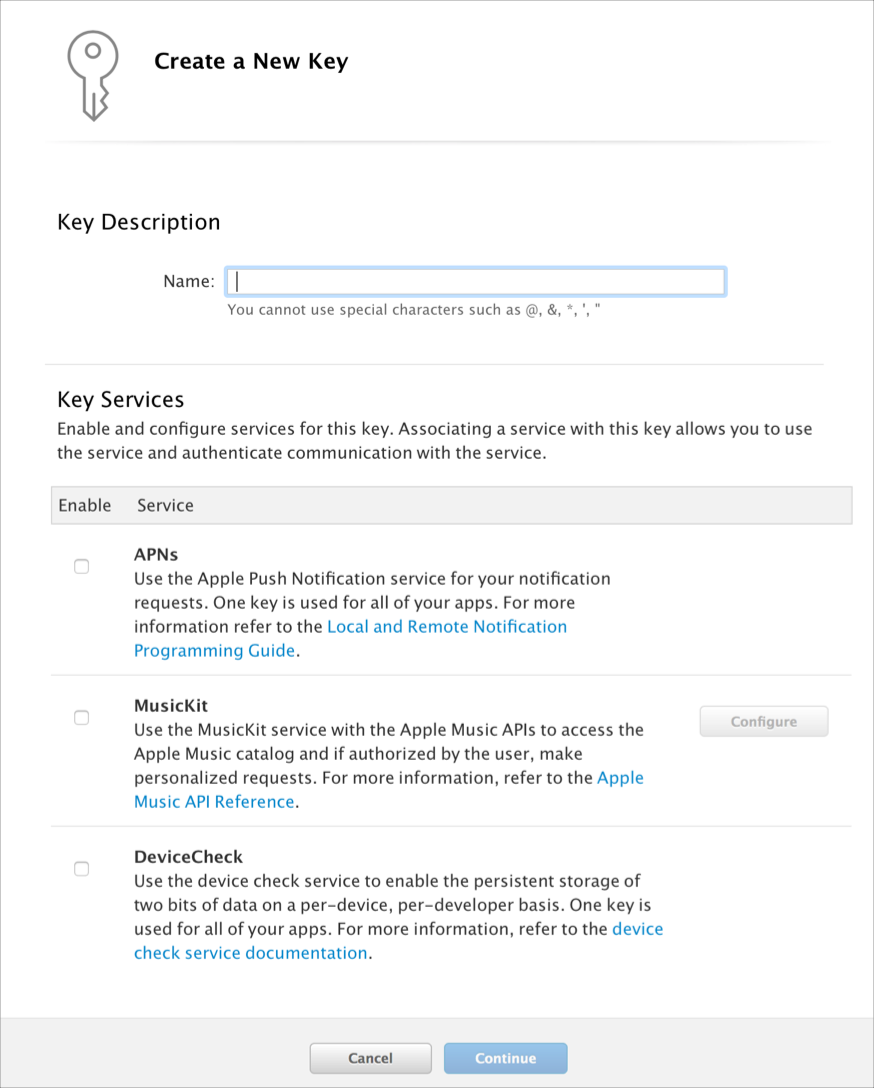 Create a New Key
Key Description
Name:
You cannot use special characters such as @, &, *, ', "
Key Services
Enable and configure services for this key. Associating a service with this key allows you to use
the service and authenticate communication with the service.
Enable Service
APNs
Use the Apple Push Notification service for your notification
requests. One key is used for all of your apps. For more
information refer to the Local and Remote Notification
Programming Guide.
MusicKit
Use the MusicKit service with the Apple Music APIs to access the
Apple Music catalog and if authorized by the user, make
personalized requests. For more information, refer to the Apple
Music API Reference.
Configure
DeviceCheck
Use the device check service to enable the persistent storage of
two bits of data on a per-device, per-developer basis. One key is
used for all of your apps. For more information, refer to the device
check service documentation.
Cancel Continue